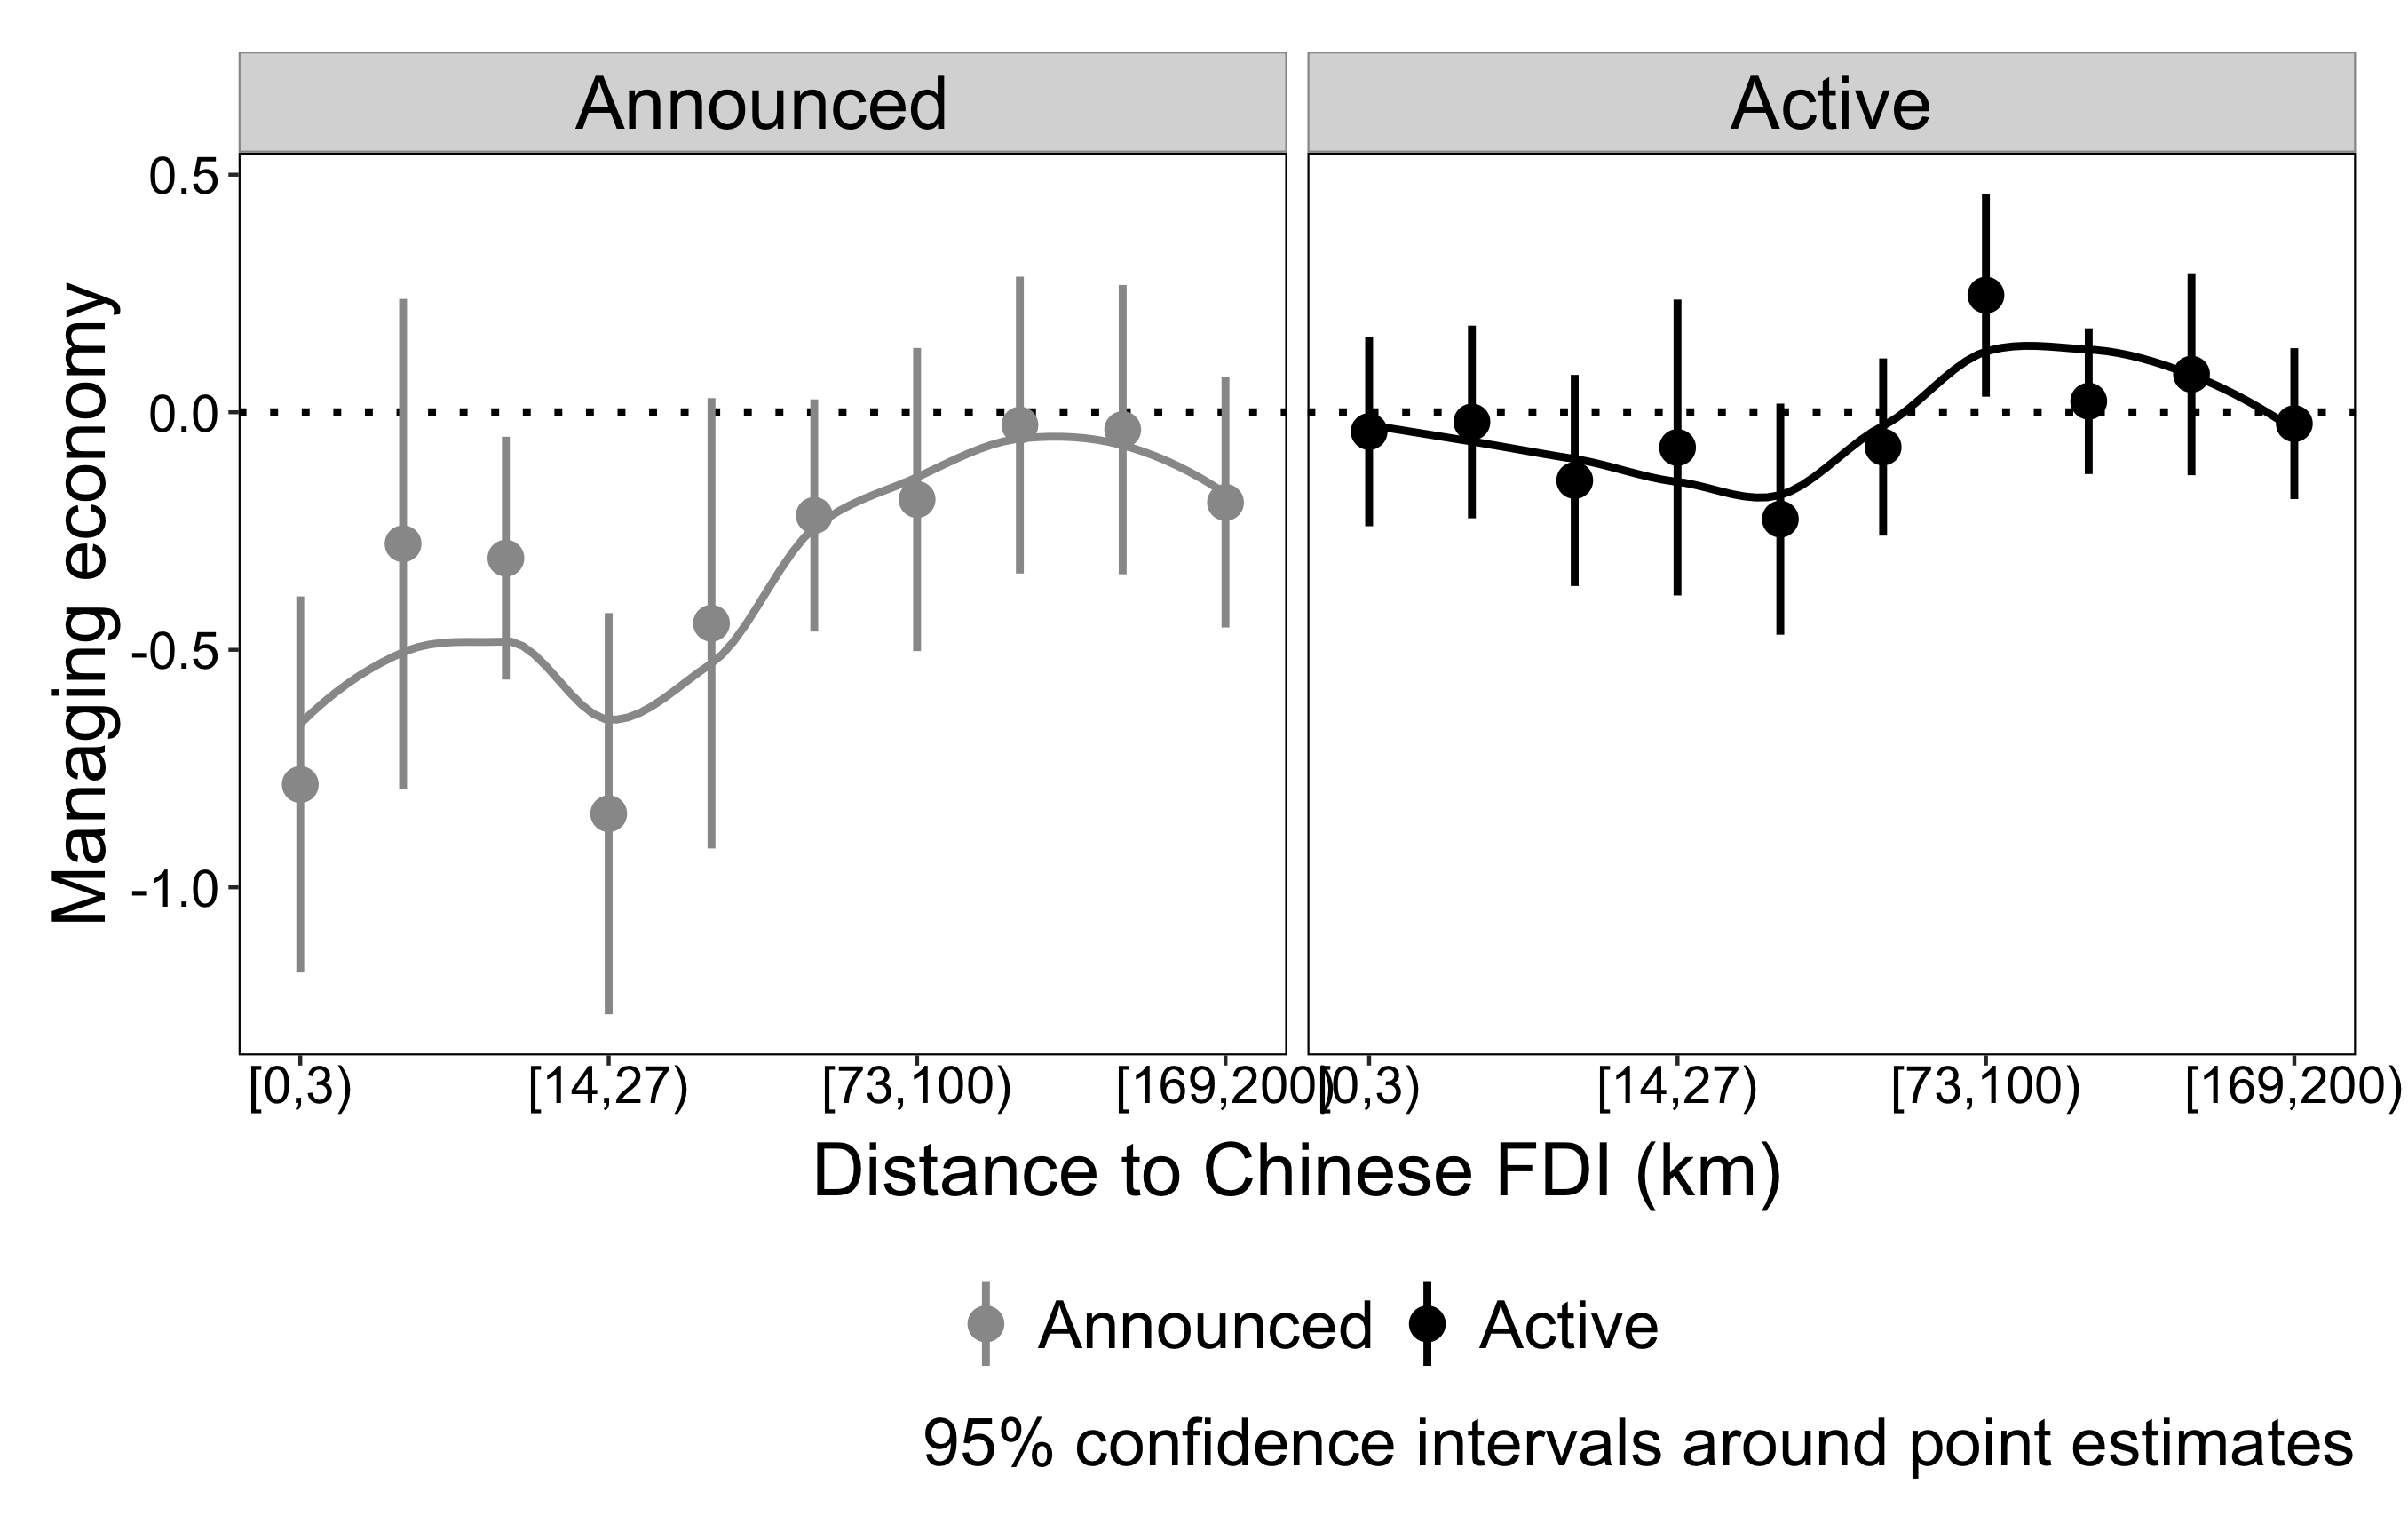 Announced
Active
0.5
0.0
-0.5
-1.0
Managing economy
[0,3)
[14,27)
[73,100)
[169,200)
[0,3)
[14,27)
[73,100)
[169,200)
Distance to Chinese FDI (km)
Announced
Active
95% confidence intervals around point estimates